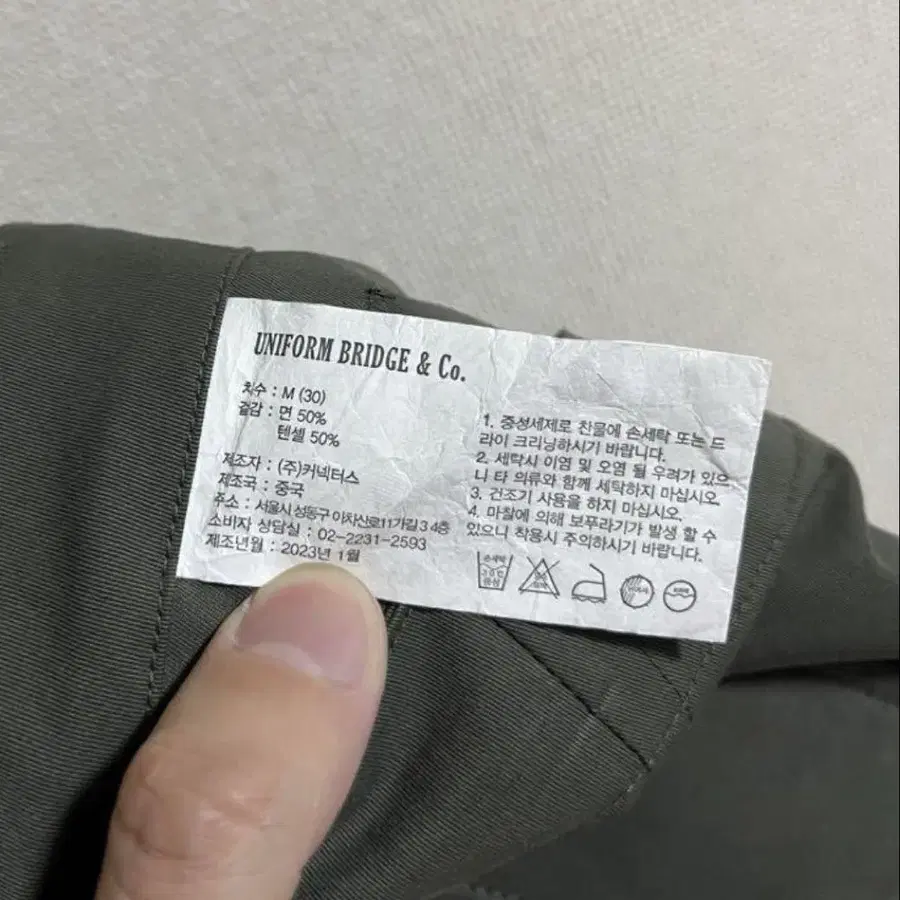 UNIFORM BRIDGE & Co.
치수 : M (30)
겉감 : 면 50%
텐셀 50%
제조자 : (주)커넥터스
제조국 : 중국
주소 : 서울시 성동구 아차산로11가길 3 4층
소비자 상담실 : 02-2231-2593
제조년월 : 2023년 1월
1. 중성세제로 찬물에 손세탁 또는 드
라이 크리닝하시기 바랍니다.
2. 세탁시 이염 및 오염 될 우려가 있으
니 타 의류와 함께 세탁하지 마십시오.
3. 건조기 사용을 하지 마십시오.
4. 마찰에 의해 보푸라기가 발생 할 수
있으니 착용시 주의하시기 바랍니다.
손세탁
30℃
중성